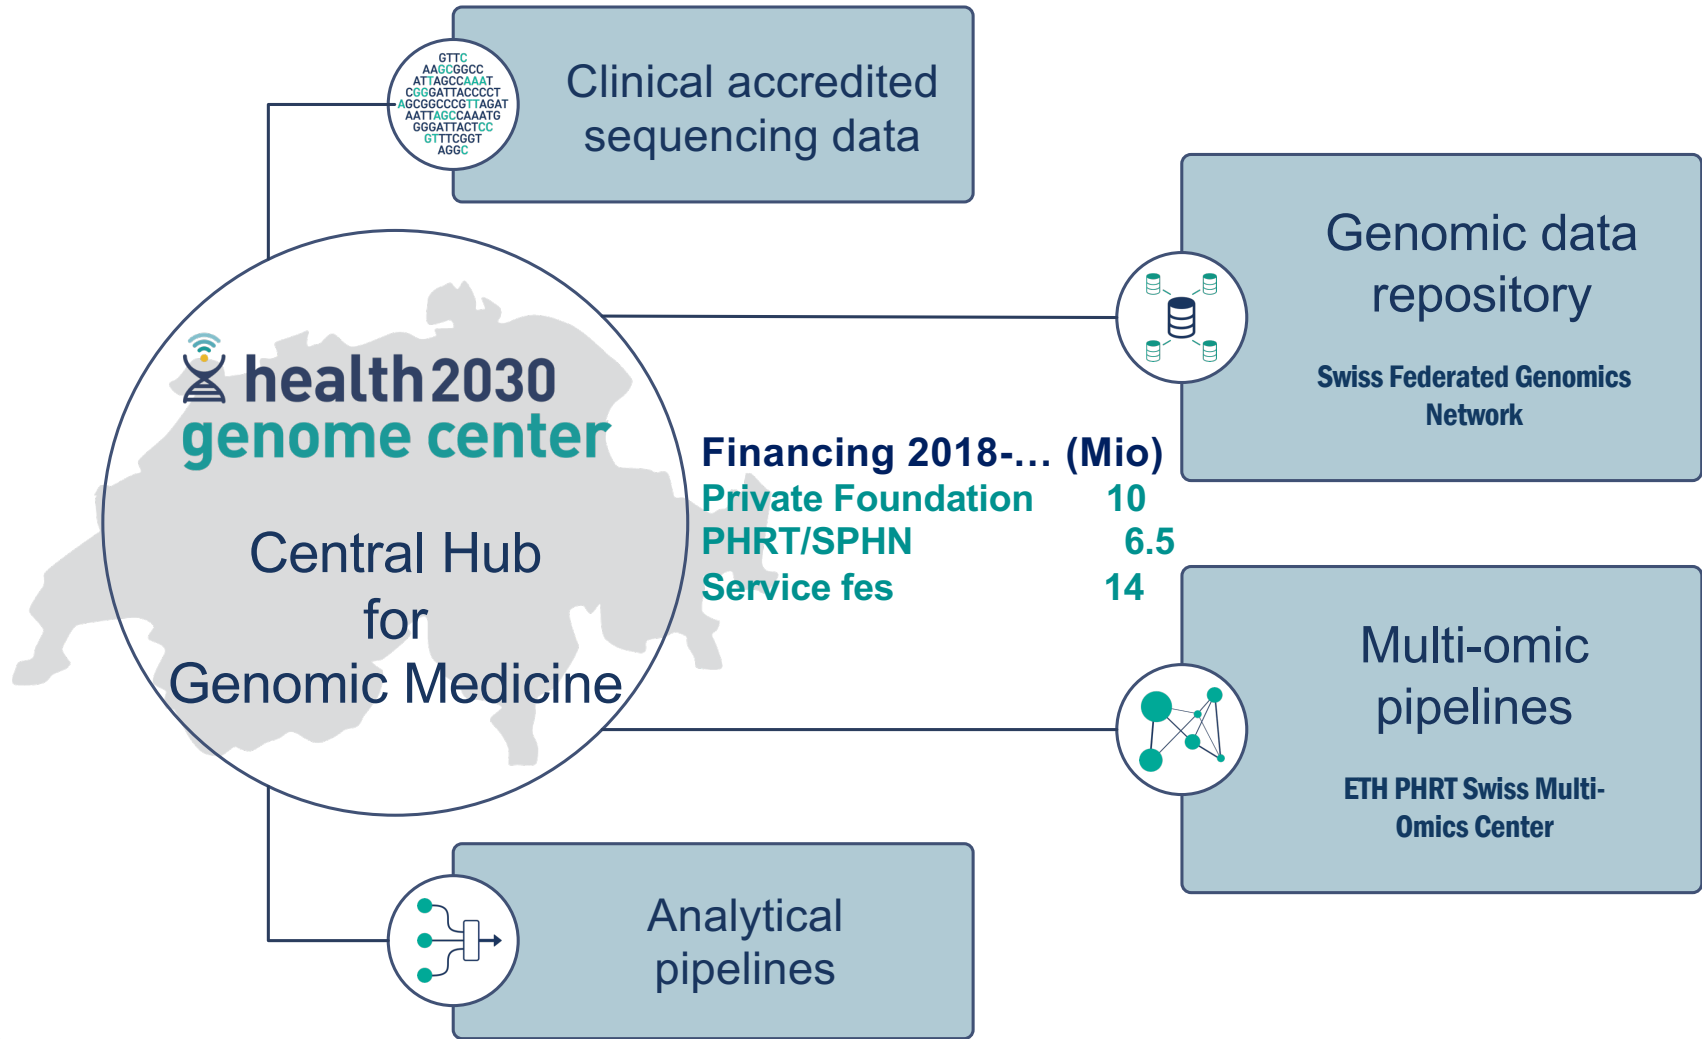 GTTC
AAGCGGCC
ATTAGCCAAAT
CGGGATTACCCCT
AGCGGCCCGTTAGAT
AATTAGCCAAATG
GGGATTACTCC
GTTTCGGT
AGGC
Clinical accredited
sequencing data
Genomic data
repository
Swiss Federated Genomics
Network
health2030
genome center
Central Hub
for
Genomic Medicine
Financing 2018-... (Mio)
Private Foundation 10
PHRT/SPHN 6.5
Service fes 14
Multi-omic
pipelines
ETH PHRT Swiss Multi-
Omics Center
Analytical
pipelines